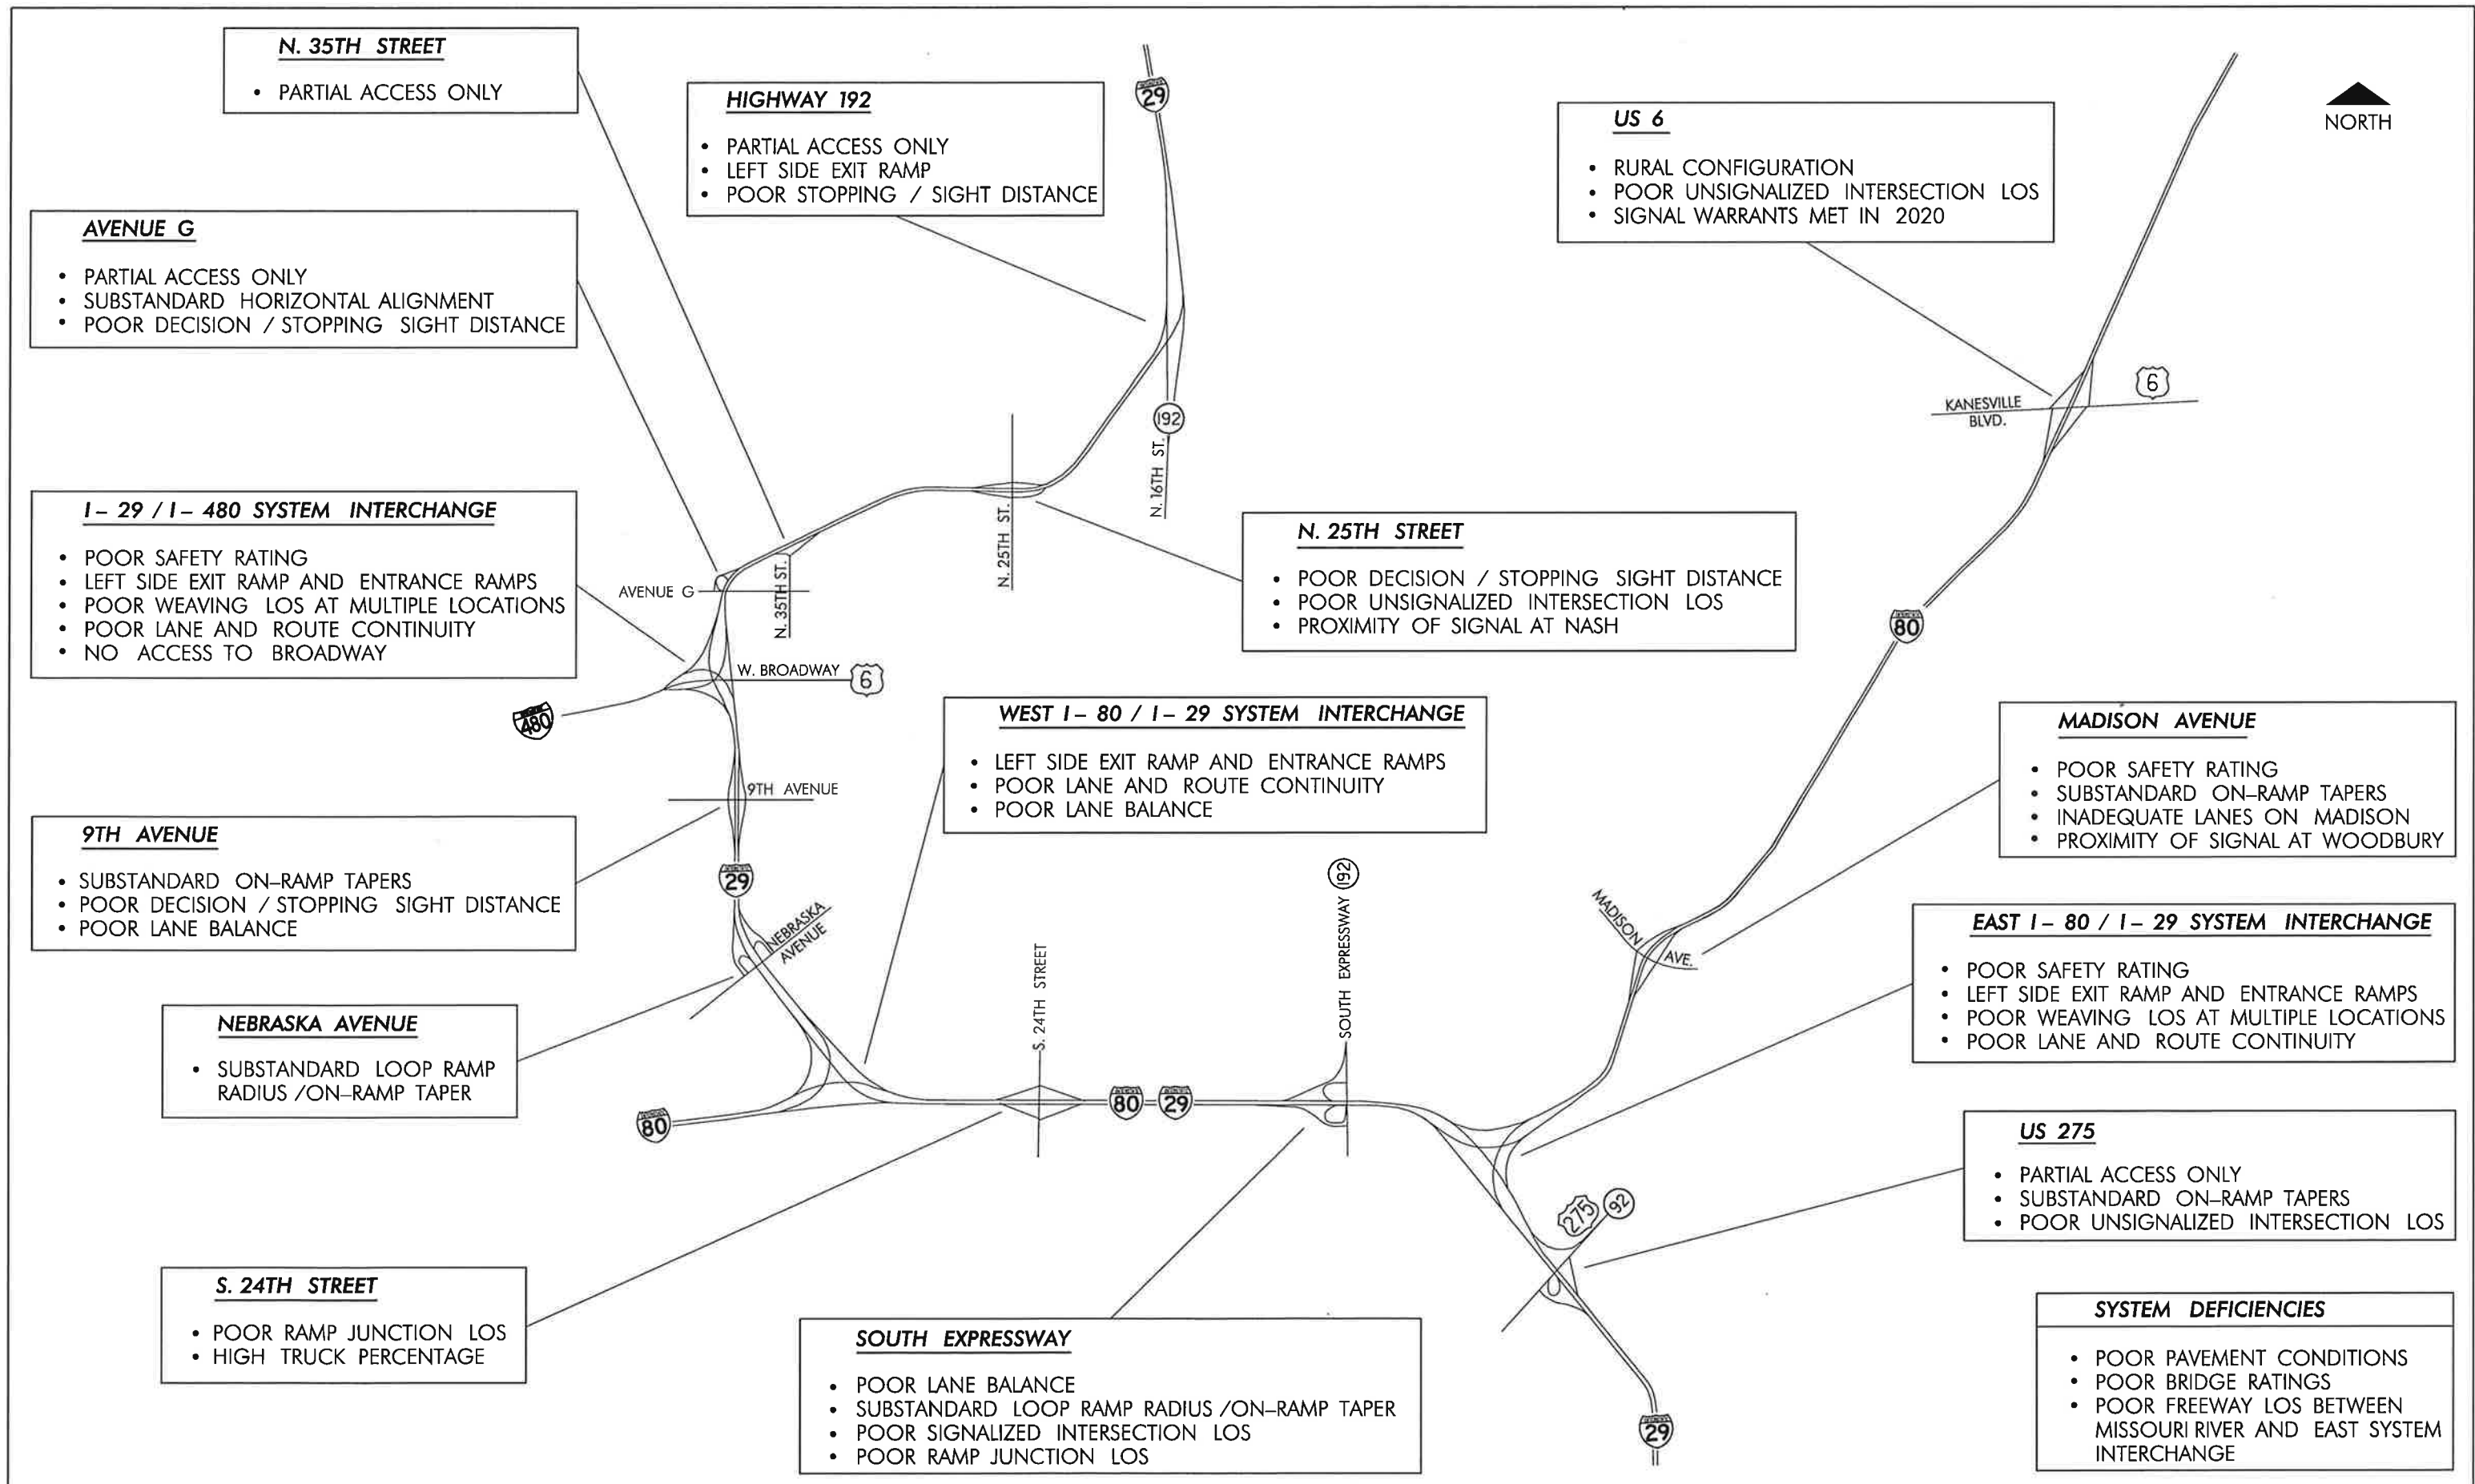 N. 35TH STREET
• PARTIAL ACCESS ONLY
HIGHWAY 192
• PARTIAL ACCESS ONLY
• LEFT SIDE EXIT RAMP
• POOR STOPPING / SIGHT DISTANCE
29
US 6
• RURAL CONFIGURATION
• POOR UNSIGNALIZED INTERSECTION LOS
• SIGNAL WARRANTS MET IN 2020
NORTH
AVENUE G
• PARTIAL ACCESS ONLY
• SUBSTANDARD HORIZONTAL ALIGNMENT
• POOR DECISION / STOPPING SIGHT DISTANCE
6
KANESVILLE
BLVD.
192
N. 16TH ST.
N. 25TH ST.
I-29 / I-480 SYSTEM INTERCHANGE
• POOR SAFETY RATING
• LEFT SIDE EXIT RAMP AND ENTRANCE RAMPS
• POOR WEAVING LOS AT MULTIPLE LOCATIONS
• POOR LANE AND ROUTE CONTINUITY
• NO ACCESS TO BROADWAY
N. 25TH STREET
• POOR DECISION / STOPPING SIGHT DISTANCE
• POOR UNSIGNALIZED INTERSECTION LOS
• PROXIMITY OF SIGNAL AT NASH
AVENUE G
N. 35TH ST.
80
W. BROADWAY
6
480
WEST I-80 / I-29 SYSTEM INTERCHANGE
• LEFT SIDE EXIT RAMP AND ENTRANCE RAMPS
• POOR LANE AND ROUTE CONTINUITY
• POOR LANE BALANCE
MADISON AVENUE
• POOR SAFETY RATING
• SUBSTANDARD ON-RAMP TAPERS
• INADEQUATE LANES ON MADISON
• PROXIMITY OF SIGNAL AT WOODBURY
9TH AVENUE
9TH AVENUE
• SUBSTANDARD ON-RAMP TAPERS
• POOR DECISION / STOPPING SIGHT DISTANCE
• POOR LANE BALANCE
29
192
SOUTH EXPRESSWAY
MADISON
AVE.
NEBRASKA
AVENUE
S. 24TH STREET
EAST I-80 / I-29 SYSTEM INTERCHANGE
• POOR SAFETY RATING
• LEFT SIDE EXIT RAMP AND ENTRANCE RAMPS
• POOR WEAVING LOS AT MULTIPLE LOCATIONS
• POOR LANE AND ROUTE CONTINUITY
NEBRASKA AVENUE
• SUBSTANDARD LOOP RAMP
RADIUS /ON-RAMP TAPER
80
80
29
US 275
• PARTIAL ACCESS ONLY
• SUBSTANDARD ON-RAMP TAPERS
• POOR UNSIGNALIZED INTERSECTION LOS
275
92
S. 24TH STREET
• POOR RAMP JUNCTION LOS
• HIGH TRUCK PERCENTAGE
SOUTH EXPRESSWAY
• POOR LANE BALANCE
• SUBSTANDARD LOOP RAMP RADIUS /ON-RAMP TAPER
• POOR SIGNALIZED INTERSECTION LOS
• POOR RAMP JUNCTION LOS
SYSTEM DEFICIENCIES
• POOR PAVEMENT CONDITIONS
• POOR BRIDGE RATINGS
• POOR FREEWAY LOS BETWEEN
MISSOURI RIVER AND EAST SYSTEM
INTERCHANGE
29